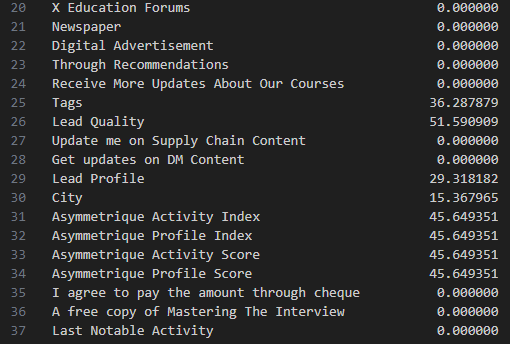 20 X Education Forums 0.000000
21 Newspaper 0.000000
22 Digital Advertisement 0.000000
23 Through Recommendations 0.000000
24 Receive More Updates About Our Courses 0.000000
25 Tags 36.287879
26 Lead Quality 51.590909
27 Update me on Supply Chain Content 0.000000
28 Get updates on DM Content 0.000000
29 Lead Profile 29.318182
30 City 15.367965
31 Asymmetrique Activity Index 45.649351
32 Asymmetrique Profile Index 45.649351
33 Asymmetrique Activity Score 45.649351
34 Asymmetrique Profile Score 45.649351
35 I agree to pay the amount through cheque 0.000000
36 A free copy of Mastering The Interview 0.000000
37 Last Notable Activity 0.000000